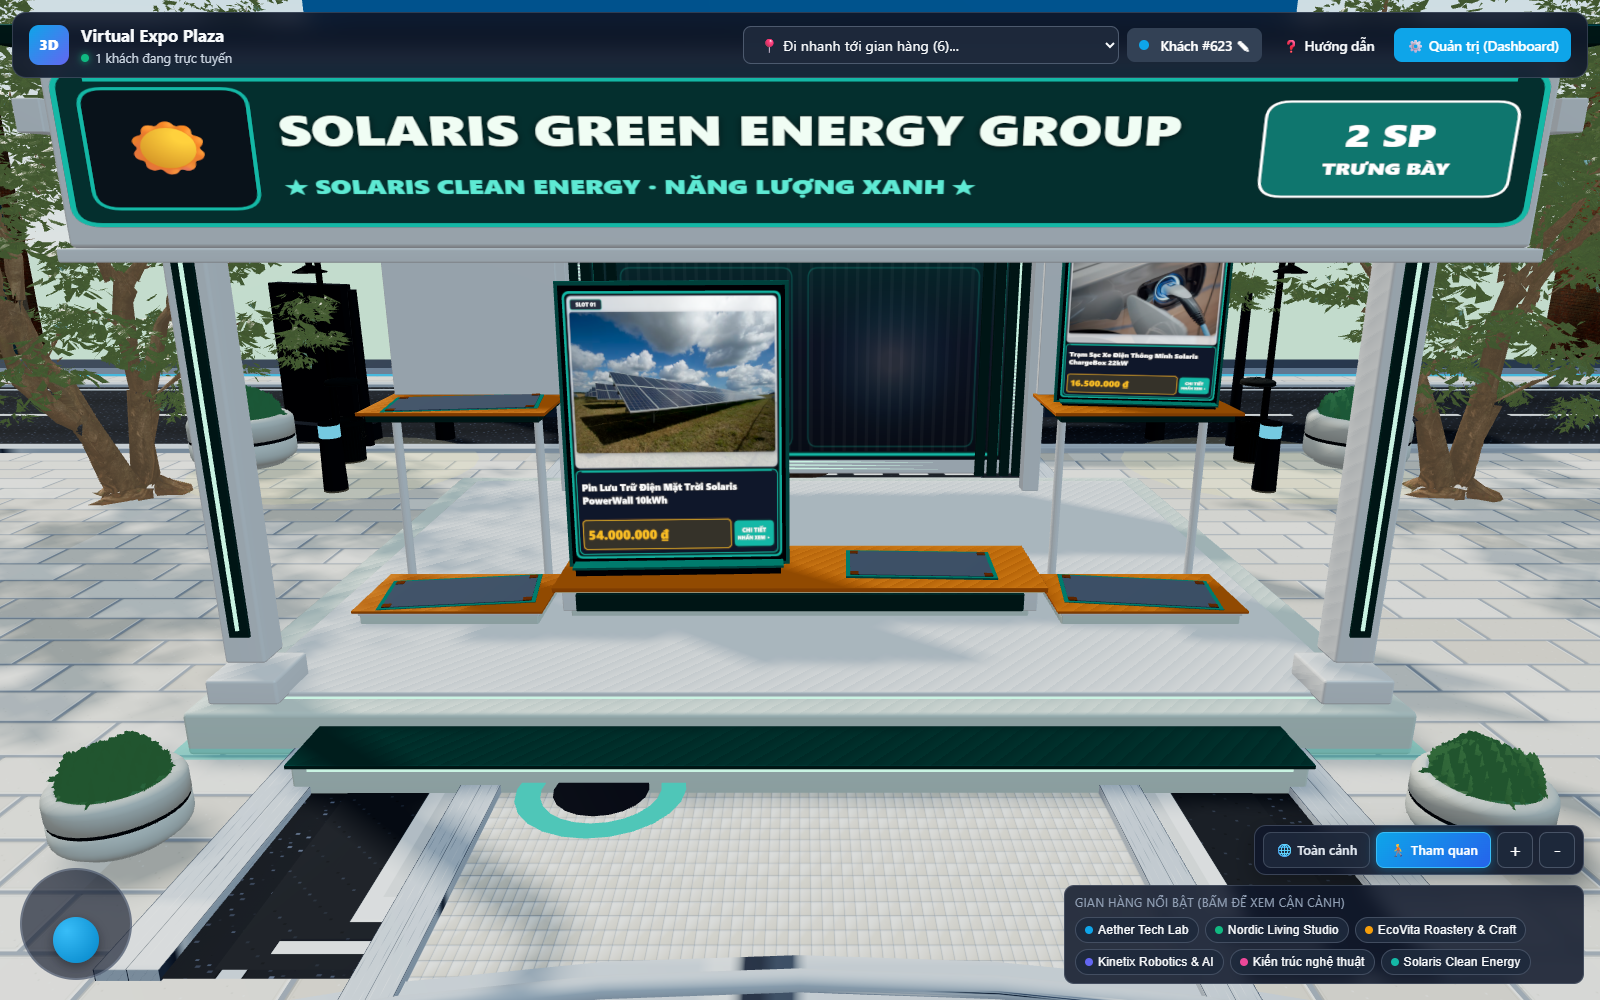 3D
Virtual Expo Plaza
1 khách đang trực tuyến
Đi nhanh tới gian hàng (6)...
Khách #623
Hướng dẫn
Quản trị (Dashboard)
SOLARIS GREEN ENERGY GROUP
★ SOLARIS CLEAN ENERGY · NĂNG LƯỢNG XANH ★
2 SP
TRƯNG BÀY
SLOT 01
Pin Lưu Trữ Điện Mặt Trời Solaris
PowerWall 10kWh
54.000.000 ₫
CHI TIẾT
NHẤN XEM
Trạm Sạc Xe Điện Thông Minh Solaris
ChargeBox 22kW
16.500.000 ₫
CHI TIẾT
NHẤN XEM
Toàn cảnh
Tham quan
+
-
GIAN HÀNG NỔI BẬT (BẤM ĐỂ XEM CẬN CẢNH)
Aether Tech Lab
Nordic Living Studio
EcoVita Roastery & Craft
Kinetix Robotics & AI
Kiến trúc nghệ thuật
Solaris Clean Energy